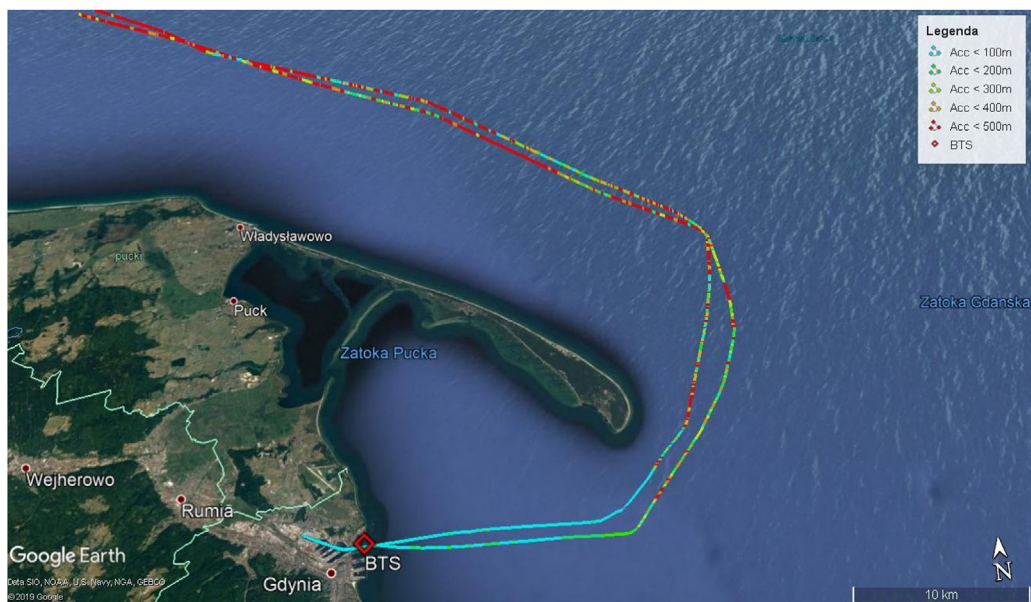 Legenda
Acc < 100m
Acc < 200m
Acc < 300m
Acc < 400m
Acc < 500m
BTS
Władysławowo
pucki
Puck
Zatoka Gdańska
Zatoka Pucka
Wejherowo
Rumia
Google Earth
BTS
Gdynia
N
Data SIO, NOAA, U.S. Navy, NGA, GEBCO
©2019 Google
10 km